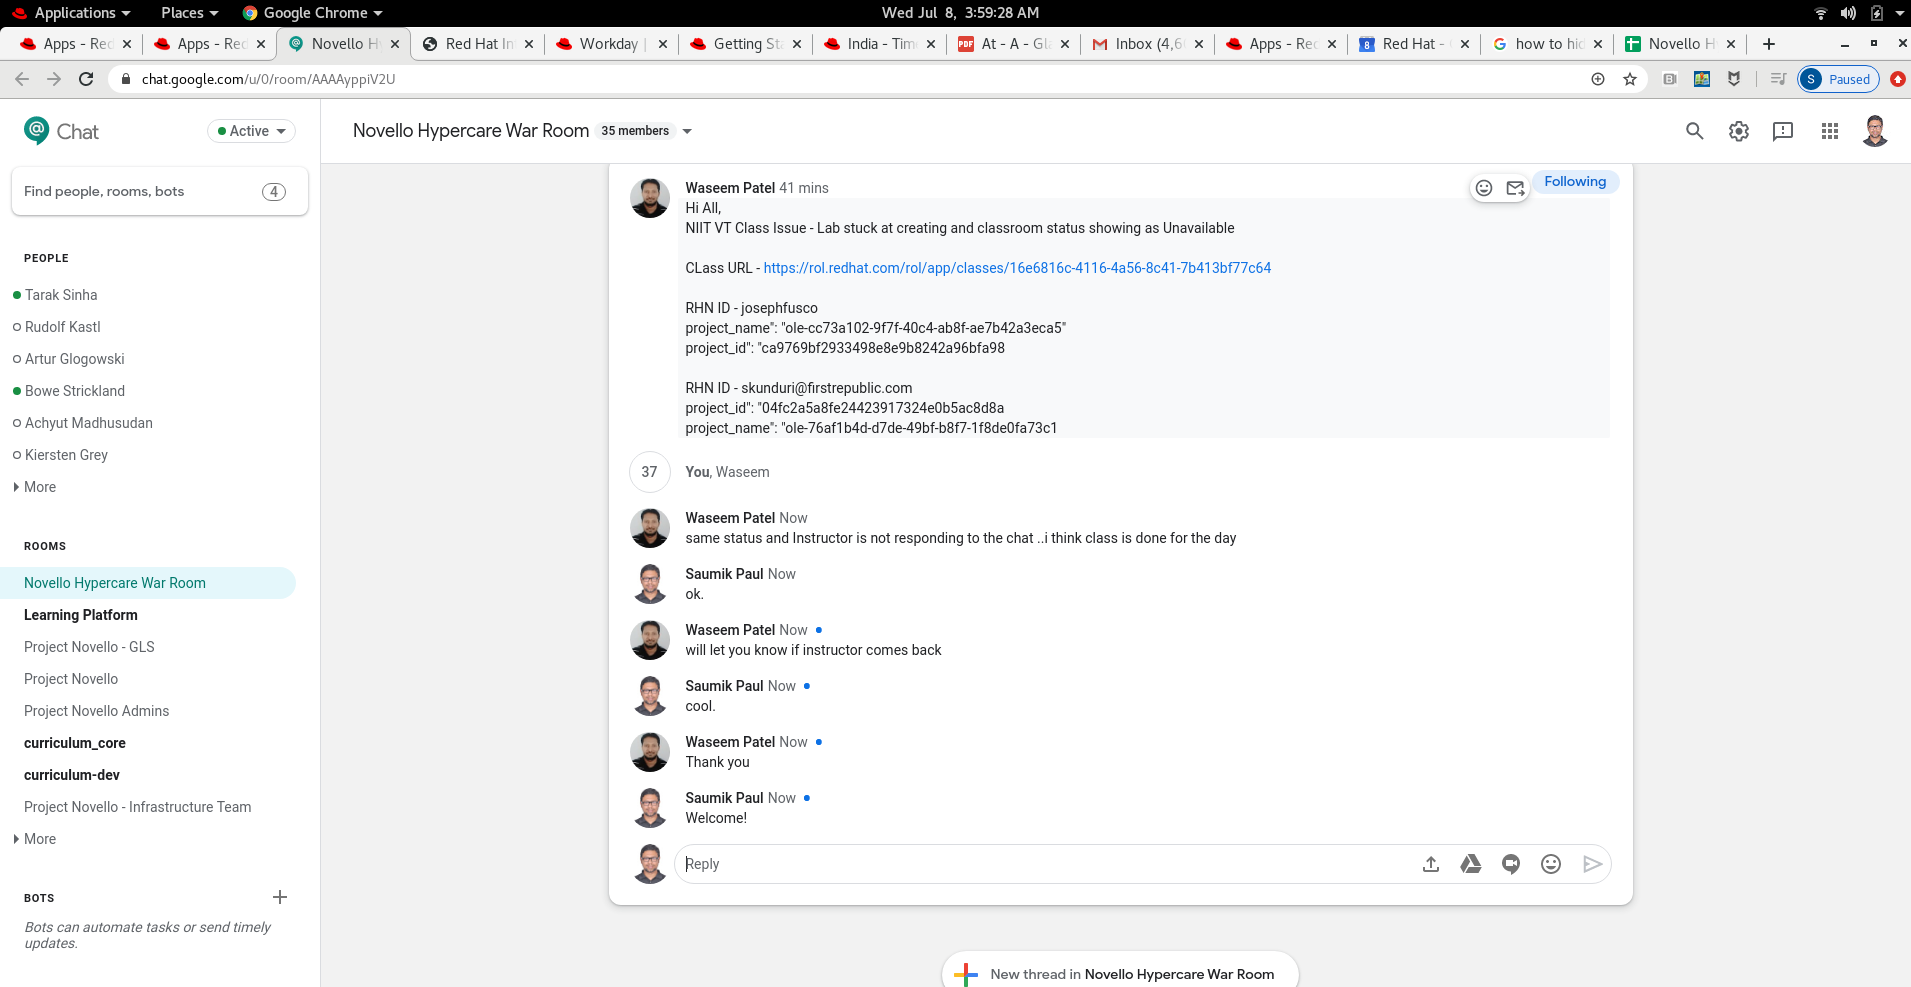 Applications Places Google Chrome Wed Jul 8, 3:59:28 AM
Apps - Red Apps - Red Novello H Red Hat In Workday | Getting Sta India - Time PDF At - A - Gla Inbox (4,6 Apps - Red 8 Red Hat - C how to hid Novello H
chat.google.com/u/0/room/AAAAyppiV2U S Paused
Chat Active Novello Hypercare War Room 35 members
Find people, rooms, bots 4
PEOPLE
Tarak Sinha
Rudolf Kastl
Artur Glogowski
Bowe Strickland
Achyut Madhusudan
Kiersten Grey
More
ROOMS
Novello Hypercare War Room
Learning Platform
Project Novello - GLS
Project Novello
Project Novello Admins
curriculum_core
curriculum-dev
Project Novello - Infrastructure Team
More
BOTS
Bots can automate tasks or send timely
updates.
Waseem Patel 41 mins Following
Hi All,
NIIT VT Class Issue - Lab stuck at creating and classroom status showing as Unavailable
CLass URL - https://rol.redhat.com/rol/app/classes/16e6816c-4116-4a56-8c41-7b413bf77c64
RHN ID - josephfusco
project_name": "ole-cc73a102-9f7f-40c4-ab8f-ae7b42a3eca5"
project_id": "ca9769bf2933498e8e9b8242a96bfa98
RHN ID - skunduri@firstrepublic.com
project_id": "04fc2a5a8fe24423917324e0b5ac8d8a
project_name": "ole-76af1b4d-d7de-49bf-b8f7-1f8de0fa73c1
37 You, Waseem
Waseem Patel Now
same status and Instructor is not responding to the chat ..i think class is done for the day
Saumik Paul Now
ok.
Waseem Patel Now
will let you know if instructor comes back
Saumik Paul Now
cool.
Waseem Patel Now
Thank you
Saumik Paul Now
Welcome!
Reply
New thread in Novello Hypercare War Room